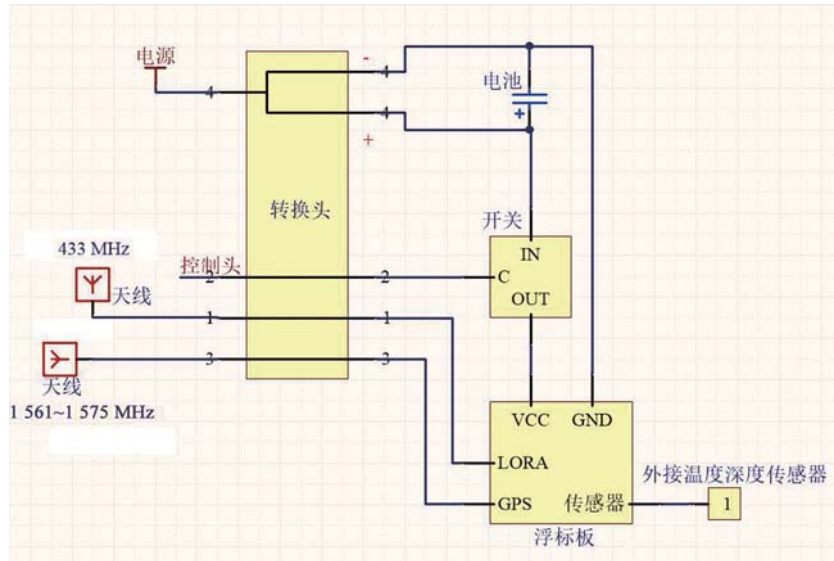 电源
4
-
4
4
+
电池
转换头
开关
IN
C
OUT
433 MHz
天线
控制头
2
2
1
1
3
3
天线
1 561~1 575 MHz
VCC GND
LORA
GPS 传感器
浮标板
外接温度深度传感器
1
+